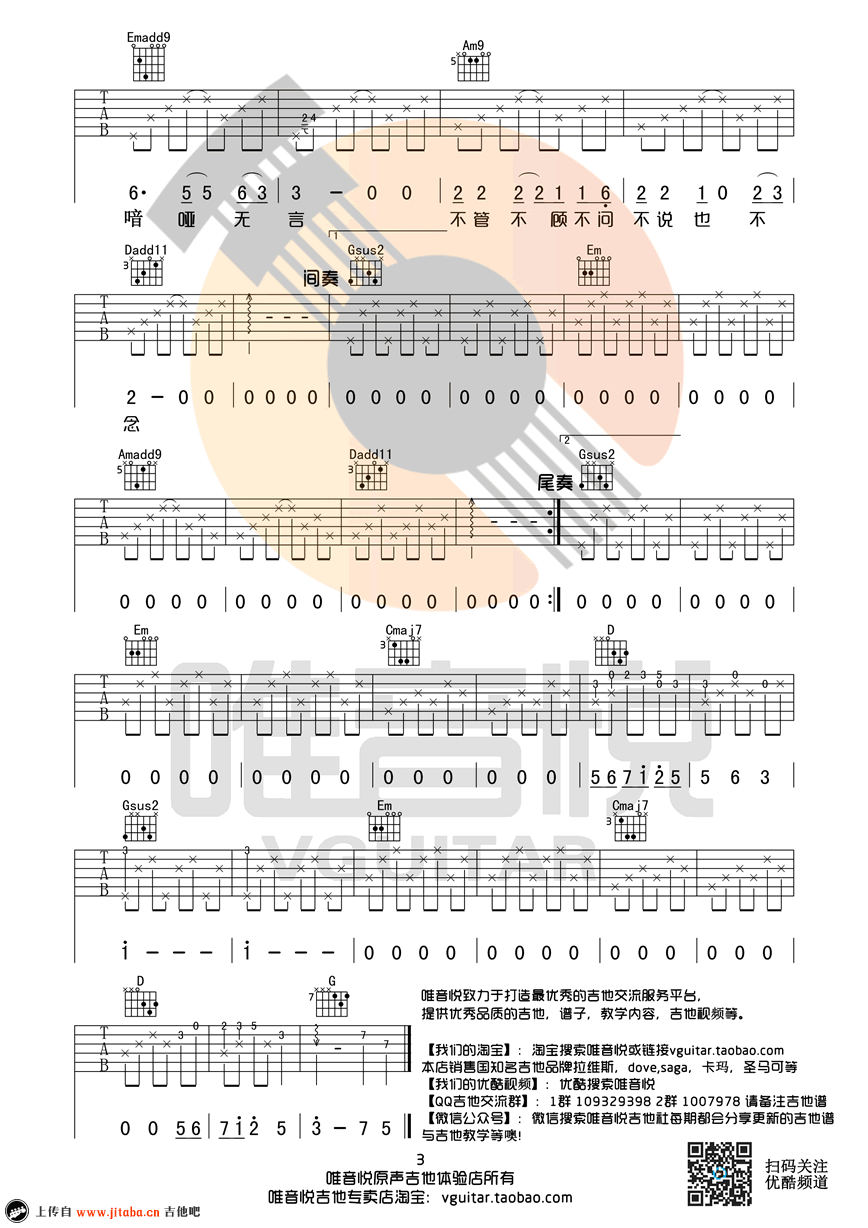 Emadd9 Am9
5
T A B
2 4
6· 5 5 6 3 | 3 - 0 0 | 2 2 2 2 1 1 6 | 2 2 1 0 2 3
喑 哑 无 言 不 管 不 顾 不 问 不 说 也 不
1
Dadd11 间奏 Gsus2 Em
3
T A B
2 - 0 0 | 0 0 0 0 | 0 0 0 0 | 0 0 0 0 | 0 0 0 0 | 0 0 0 0
念
2
Amadd9 Dadd11 尾奏 Gsus2
5 3
T A B
0 0 0 0 | 0 0 0 0 | 0 0 0 0 | 0 0 0 0 :| 0 0 0 0 | 0 0 0 0
Em Cmaj7 D
3
T A B
3 0 2 3 5 0 3 3 0 0
0 0 0 0 | 0 0 0 0 | 0 0 0 | 0 0 0 | 5 6 7 1 2 5 | 5 6 3
唯音悦
VGUITAR
Gsus2 Em Cmaj7
3
T A B
3 3
1 - - - | 1 - - - | 0 0 0 0 | 0 0 0 0 | 0 0 0 | 0 0 0
D G
7
T A B
3 0 2 3 5 3 7 7
0 0 5 6 | 7 1 2 5 | 3 - 7 5
唯音悦致力于打造最优秀的吉他交流服务平台,
提供优秀品质的吉他, 谱子, 教学内容, 吉他视频等。
【我们的淘宝】: 淘宝搜索唯音悦或链接vguitar.taobao.com
本店销售国知名吉他品牌拉维斯, dove,saga, 卡玛, 圣马可等
【我们的优酷视频】: 优酷搜索唯音悦
【QQ吉他交流群】: 1群 109329398 2群 1007978 请备注吉他谱
【微信公众号】: 微信搜索唯音悦吉他社每期都会分享更新的吉他谱
与吉他教学等噢!
3
唯音悦原声吉他体验店所有
唯音悦吉他专卖店淘宝: vguitar.taobao.com
扫码关注
优酷频道
上传自 www.jitaba.cn 吉他吧